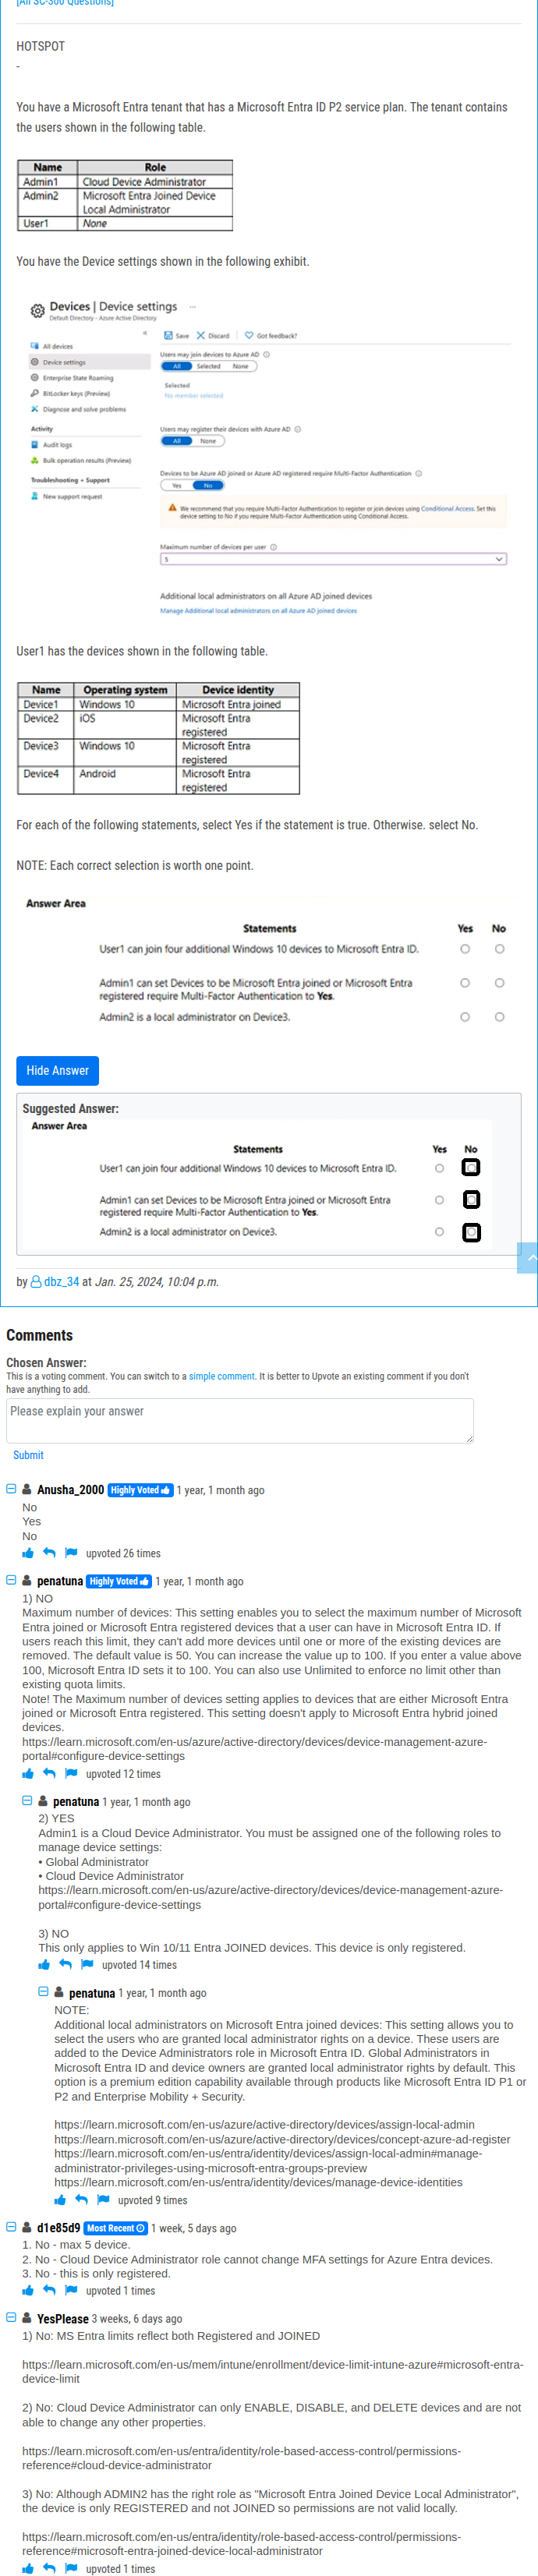 [All SC-300 Questions]
HOTSPOT
-
You have a Microsoft Entra tenant that has a Microsoft Entra ID P2 service plan. The tenant contains
the users shown in the following table.
Name Role
Admin1 Cloud Device Administrator
Admin2 Microsoft Entra Joined Device
Local Administrator
User1 None
You have the Device settings shown in the following exhibit.
Devices | Device settings ...
Default Directory - Azure Active Directory
«
Save Discard Got feedback?
All devices
Device settings
Enterprise State Roaming
BitLocker keys (Preview)
Diagnose and solve problems
Activity
Audit logs
Bulk operation results (Preview)
Troubleshooting + Support
New support request
Users may join devices to Azure AD
All Selected None
Selected
No member selected
Users may register their devices with Azure AD
All None
Devices to be Azure AD joined or Azure AD registered require Multi-Factor Authentication
Yes No
We recommend that you require Multi-Factor Authentication to register or join devices using Conditional Access. Set this
device setting to No if you require Multi-Factor Authentication using Conditional Access.
Maximum number of devices per user
5
Additional local administrators on all Azure AD joined devices
Manage Additional local administrators on all Azure AD joined devices
User1 has the devices shown in the following table.
Name Operating system Device identity
Device1 Windows 10 Microsoft Entra joined
Device2 iOS Microsoft Entra
registered
Device3 Windows 10 Microsoft Entra
registered
Device4 Android Microsoft Entra
registered
For each of the following statements, select Yes if the statement is true. Otherwise. select No.
NOTE: Each correct selection is worth one point.
Answer Area
Statements Yes No
User1 can join four additional Windows 10 devices to Microsoft Entra ID.
Admin1 can set Devices to be Microsoft Entra joined or Microsoft Entra
registered require Multi-Factor Authentication to Yes.
Admin2 is a local administrator on Device3.
Hide Answer
Suggested Answer:
Answer Area
Statements Yes No
User1 can join four additional Windows 10 devices to Microsoft Entra ID.
Admin1 can set Devices to be Microsoft Entra joined or Microsoft Entra
registered require Multi-Factor Authentication to Yes.
Admin2 is a local administrator on Device3.
by dbz_34 at Jan. 25, 2024, 10:04 p.m.
Comments
Chosen Answer:
This is a voting comment. You can switch to a simple comment. It is better to Upvote an existing comment if you don't
have anything to add.
Please explain your answer
Submit
Anusha_2000 Highly Voted 1 year, 1 month ago
No
Yes
No
upvoted 26 times
penatuna Highly Voted 1 year, 1 month ago
1) NO
Maximum number of devices: This setting enables you to select the maximum number of Microsoft
Entra joined or Microsoft Entra registered devices that a user can have in Microsoft Entra ID. If
users reach this limit, they can't add more devices until one or more of the existing devices are
removed. The default value is 50. You can increase the value up to 100. If you enter a value above
100, Microsoft Entra ID sets it to 100. You can also use Unlimited to enforce no limit other than
existing quota limits.
Note! The Maximum number of devices setting applies to devices that are either Microsoft Entra
joined or Microsoft Entra registered. This setting doesn't apply to Microsoft Entra hybrid joined
devices.
https://learn.microsoft.com/en-us/azure/active-directory/devices/device-management-azure-
portal#configure-device-settings
upvoted 12 times
penatuna 1 year, 1 month ago
2) YES
Admin1 is a Cloud Device Administrator. You must be assigned one of the following roles to
manage device settings:
• Global Administrator
• Cloud Device Administrator
https://learn.microsoft.com/en-us/azure/active-directory/devices/device-management-azure-
portal#configure-device-settings
3) NO
This only applies to Win 10/11 Entra JOINED devices. This device is only registered.
upvoted 14 times
penatuna 1 year, 1 month ago
NOTE:
Additional local administrators on Microsoft Entra joined devices: This setting allows you to
select the users who are granted local administrator rights on a device. These users are
added to the Device Administrators role in Microsoft Entra ID. Global Administrators in
Microsoft Entra ID and device owners are granted local administrator rights by default. This
option is a premium edition capability available through products like Microsoft Entra ID P1 or
P2 and Enterprise Mobility + Security.
https://learn.microsoft.com/en-us/azure/active-directory/devices/assign-local-admin
https://learn.microsoft.com/en-us/azure/active-directory/devices/concept-azure-ad-register
https://learn.microsoft.com/en-us/entra/identity/devices/assign-local-admin#manage-
administrator-privileges-using-microsoft-entra-groups-preview
https://learn.microsoft.com/en-us/entra/identity/devices/manage-device-identities
upvoted 9 times
d1e85d9 Most Recent 1 week, 5 days ago
1. No - max 5 device.
2. No - Cloud Device Administrator role cannot change MFA settings for Azure Entra devices.
3. No - this is only registered.
upvoted 1 times
YesPlease 3 weeks, 6 days ago
1) No: MS Entra limits reflect both Registered and JOINED
https://learn.microsoft.com/en-us/mem/intune/enrollment/device-limit-intune-azure#microsoft-entra-
device-limit
2) No: Cloud Device Administrator can only ENABLE, DISABLE, and DELETE devices and are not
able to change any other properties.
https://learn.microsoft.com/en-us/entra/identity/role-based-access-control/permissions-
reference#cloud-device-administrator
3) No: Although ADMIN2 has the right role as "Microsoft Entra Joined Device Local Administrator",
the device is only REGISTERED and not JOINED so permissions are not valid locally.
https://learn.microsoft.com/en-us/entra/identity/role-based-access-control/permissions-
reference#microsoft-entra-joined-device-local-administrator
upvoted 1 times